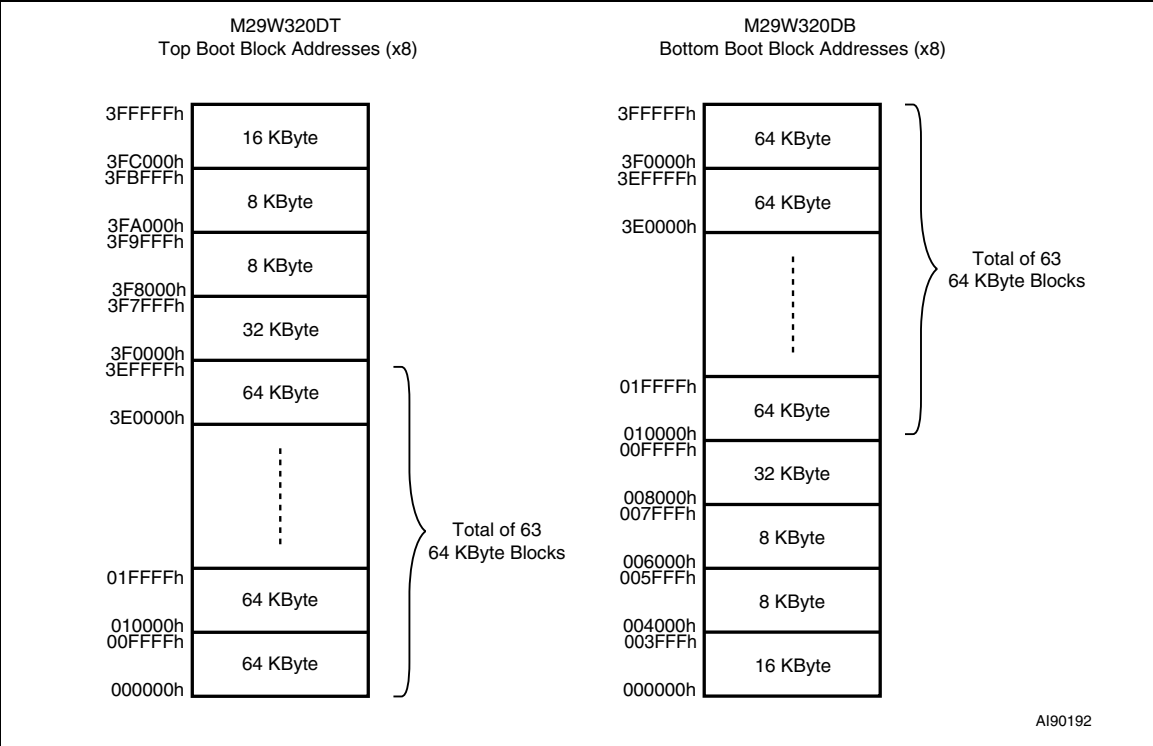 M29W320DT
Top Boot Block Addresses (x8)
3FFFFFh
16 KByte
3FC000h
3FBFFFh
8 KByte
3FA000h
3F9FFFh
8 KByte
3F8000h
3F7FFFh
32 KByte
3F0000h
3EFFFFh
64 KByte
3E0000h
Total of 63
64 KByte Blocks
01FFFFh
64 KByte
010000h
00FFFFh
64 KByte
000000h
M29W320DB
Bottom Boot Block Addresses (x8)
3FFFFFh
64 KByte
3F0000h
3EFFFFh
64 KByte
3E0000h
Total of 63
64 KByte Blocks
01FFFFh
64 KByte
010000h
00FFFFh
32 KByte
008000h
007FFFh
8 KByte
006000h
005FFFh
8 KByte
004000h
003FFFh
16 KByte
000000h
AI90192